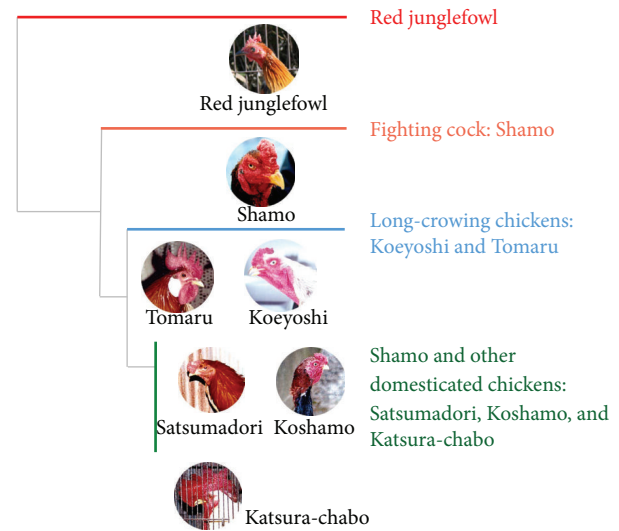 Red junglefowl
Red junglefowl
Fighting cock: Shamo
Shamo
Long-crowing chickens:
Koeyoshi and Tomaru
Tomaru
Koeyoshi
Shamo and other
domesticated chickens:
Satsumadori, Koshamo, and
Katsura-chabo
Satsumadori
Koshamo
Katsura-chabo